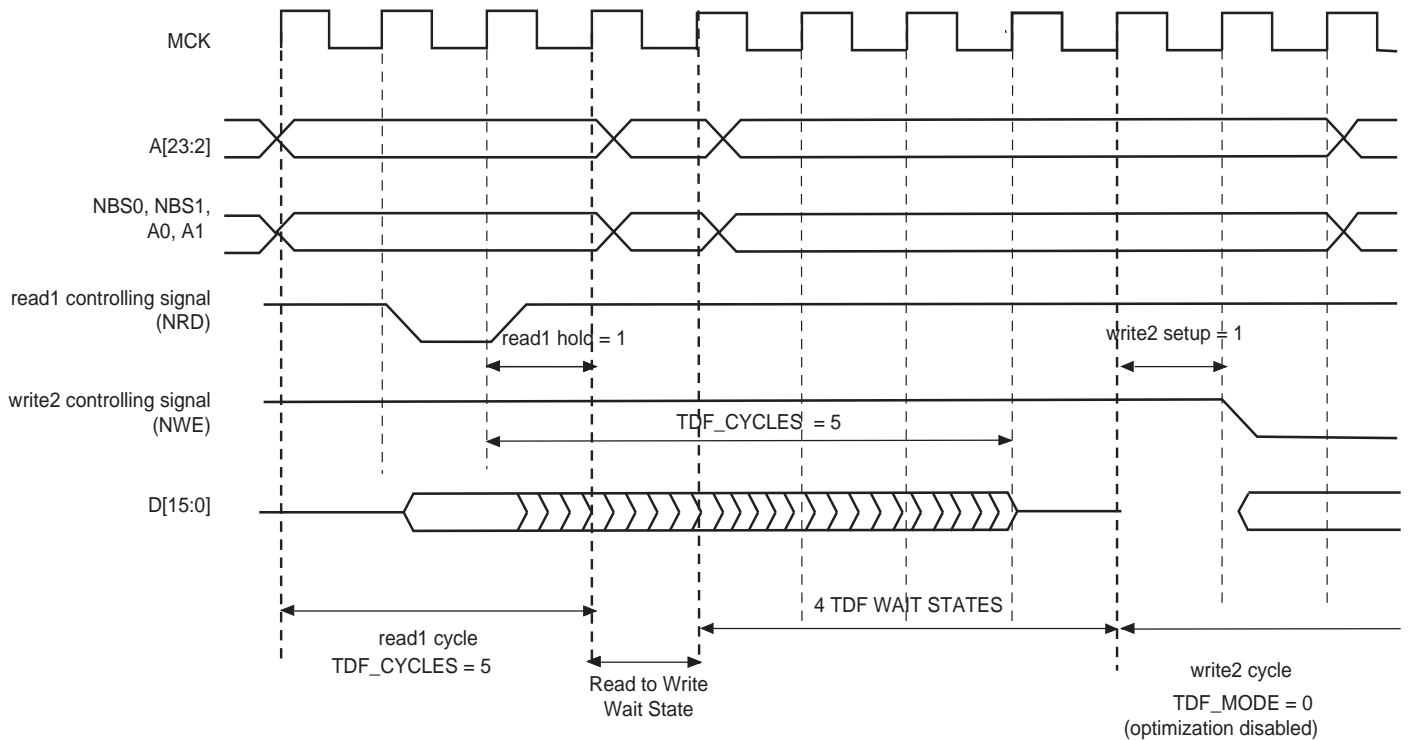 MCK
A[23:2]
NBS0, NBS1,
A0, A1
read1 controlling signal
(NRD)
read1 hold = 1
write2 setup = 1
write2 controlling signal
(NWE)
TDF_CYCLES = 5
D[15:0]
4 TDF WAIT STATES
read1 cycle
TDF_CYCLES = 5
Read to Write
Wait State
write2 cycle
TDF_MODE = 0
(optimization disabled)